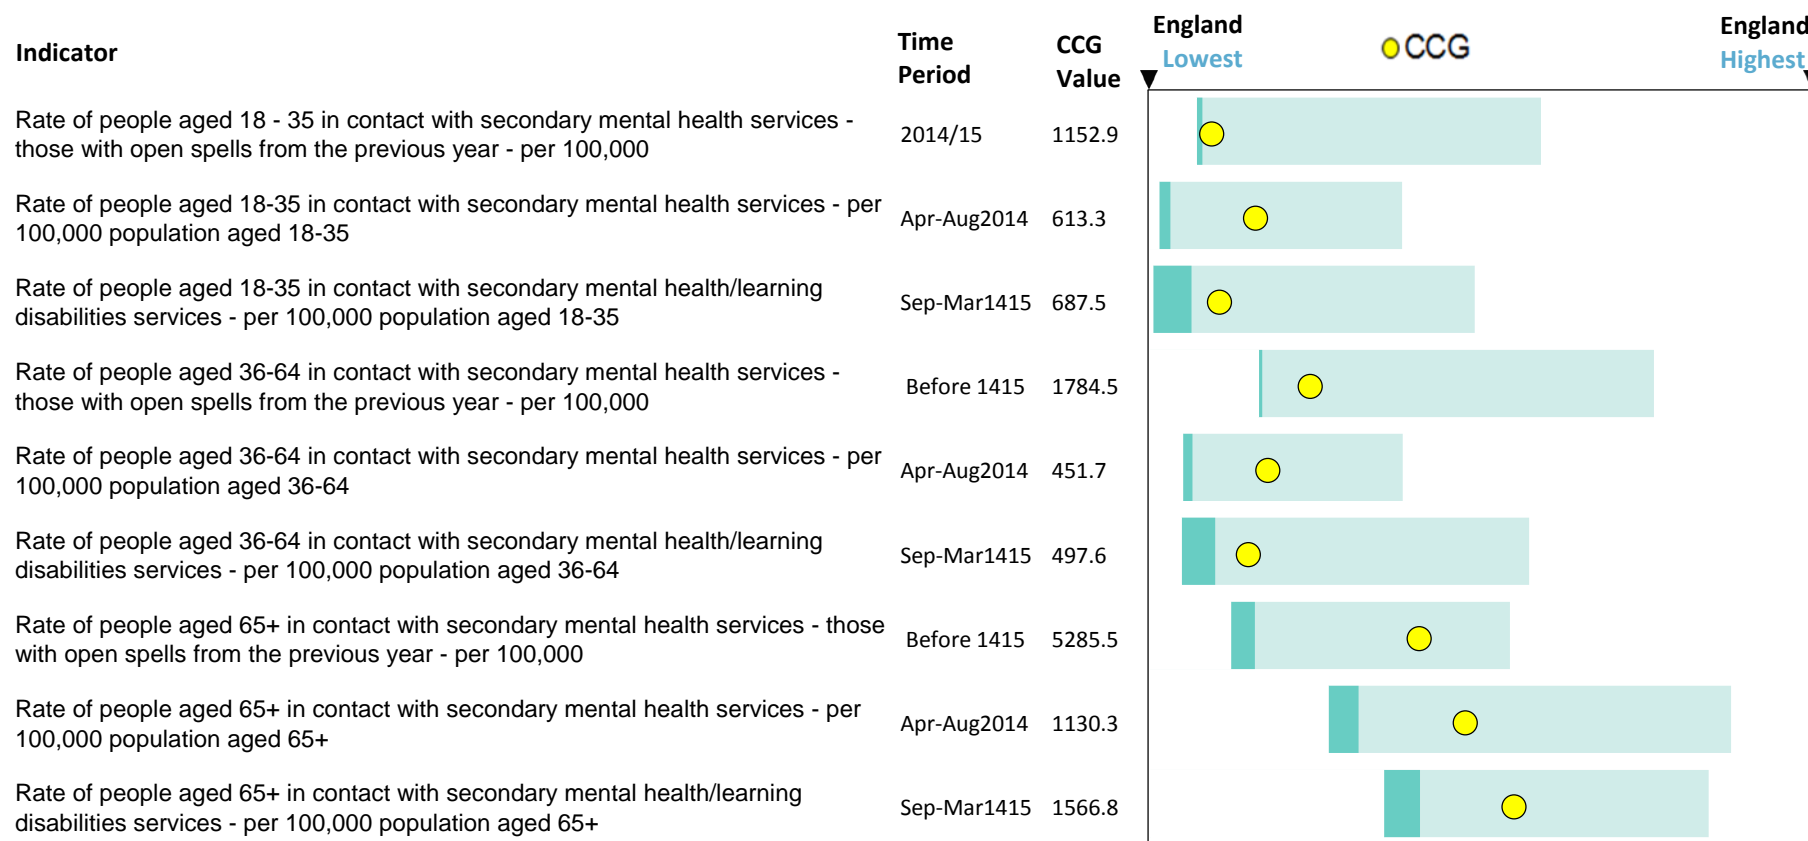 Indicator
Time
Period
CCG
Value
England
Lowest
CCG
England
Highest
Rate of people aged 18 - 35 in contact with secondary mental health services -
those with open spells from the previous year - per 100,000
2014/15
1152.9
Rate of people aged 18-35 in contact with secondary mental health services - per
100,000 population aged 18-35
Apr-Aug2014
613.3
Rate of people aged 18-35 in contact with secondary mental health/learning
disabilities services - per 100,000 population aged 18-35
Sep-Mar1415
687.5
Rate of people aged 36-64 in contact with secondary mental health services -
those with open spells from the previous year - per 100,000
Before 1415
1784.5
Rate of people aged 36-64 in contact with secondary mental health services - per
100,000 population aged 36-64
Apr-Aug2014
451.7
Rate of people aged 36-64 in contact with secondary mental health/learning
disabilities services - per 100,000 population aged 36-64
Sep-Mar1415
497.6
Rate of people aged 65+ in contact with secondary mental health services - those
with open spells from the previous year - per 100,000
Before 1415
5285.5
Rate of people aged 65+ in contact with secondary mental health services - per
100,000 population aged 65+
Apr-Aug2014
1130.3
Rate of people aged 65+ in contact with secondary mental health/learning
disabilities services - per 100,000 population aged 65+
Sep-Mar1415
1566.8